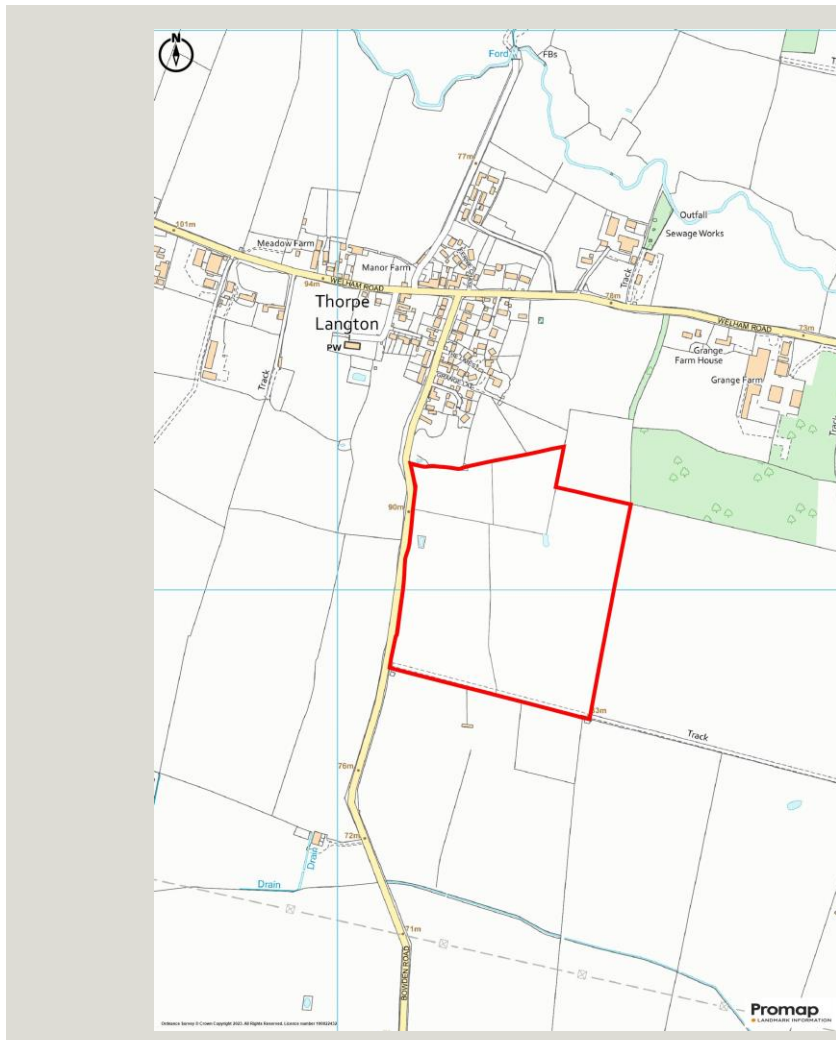 N
Ford
FBs
77m
101m
Meadow Farm
Manor Farm
WELHAM ROAD
94m
Thorpe
Langton
PW
Track
Outfall
Sewage Works
Track
78m
WELHAM ROAD
73m
Grange
Farm House
Grange Farm
Track
90m
63m
Track
76m
72m
Drain
Drain
71m
BOWDEN ROAD
Promap
LANDMARK INFORMATION